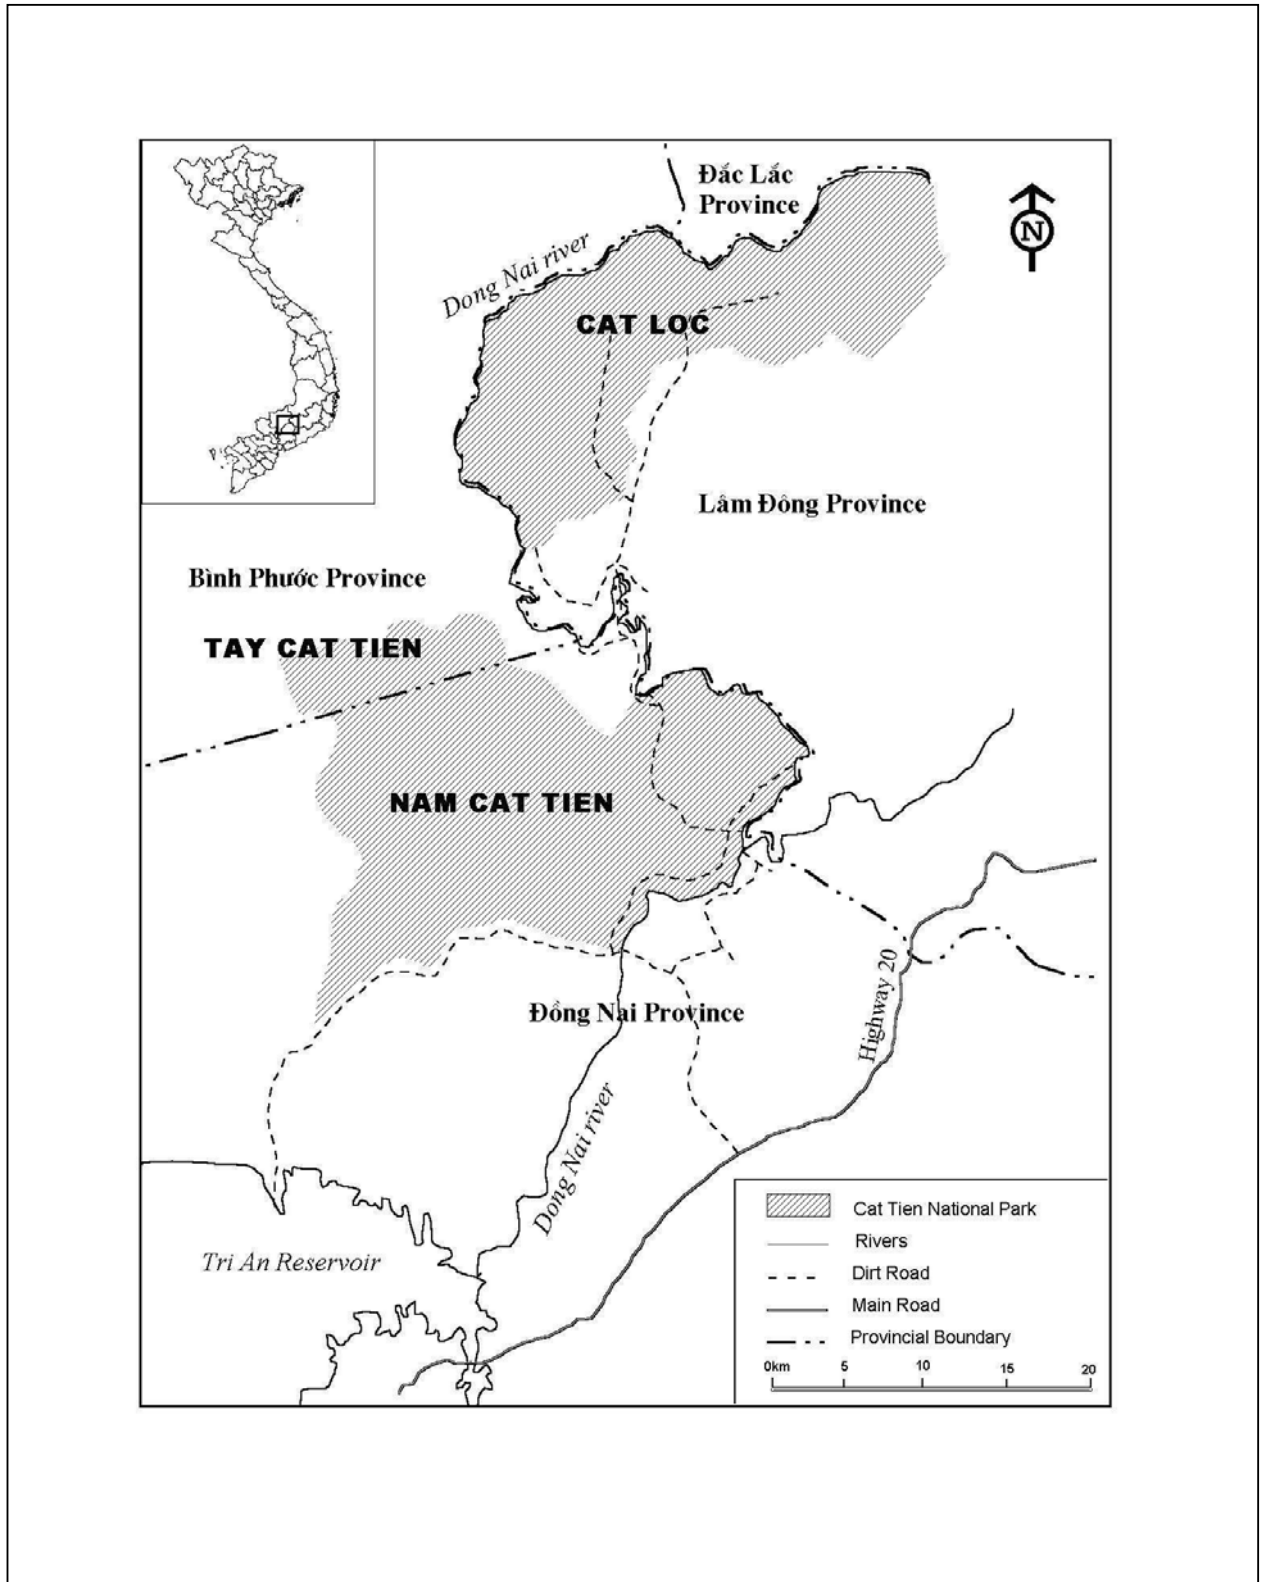 Đắc Lắc
Province
N
Dong Nai river
CAT LOC
Lâm Đông Province
Bình Phước Province
TAY CAT TIEN
NAM CAT TIEN
Highway 20
Đồng Nai Province
Dong Nai river
Tri An Reservoir
Cat Tien National Park
Rivers
Dirt Road
Main Road
Provincial Boundary
0km 5 10 15 20